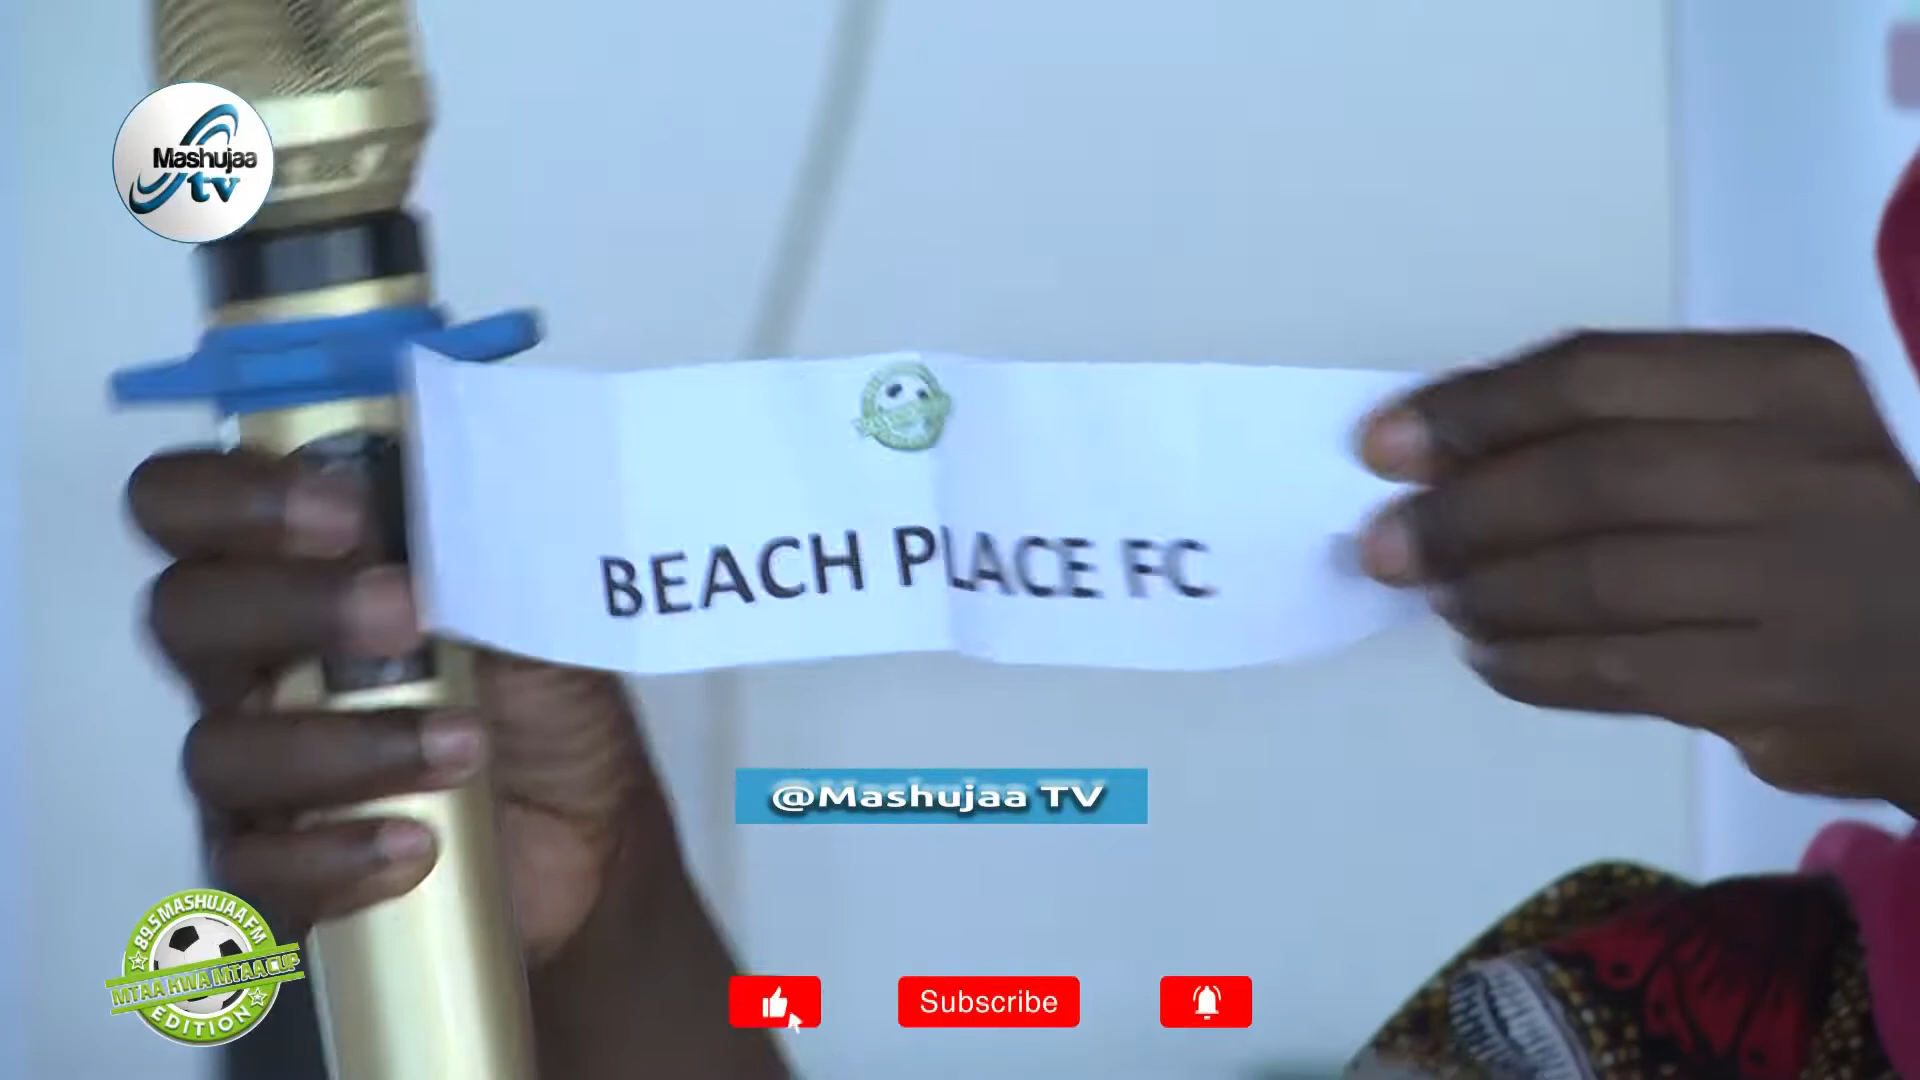 Mashujaa
tv
BEACH PLACE FC
@Mashujaa TV
89.5 MASHUJAA FM
MTAA KWA MTAA CUP
EDITION
Subscribe